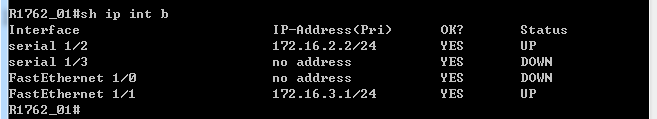 R1762_01#sh ip int b
Interface IP-Address(Pri) OK? Status
serial 1/2 172.16.2.2/24 YES UP
serial 1/3 no address YES DOWN
FastEthernet 1/0 no address YES DOWN
FastEthernet 1/1 172.16.3.1/24 YES UP
R1762_01#